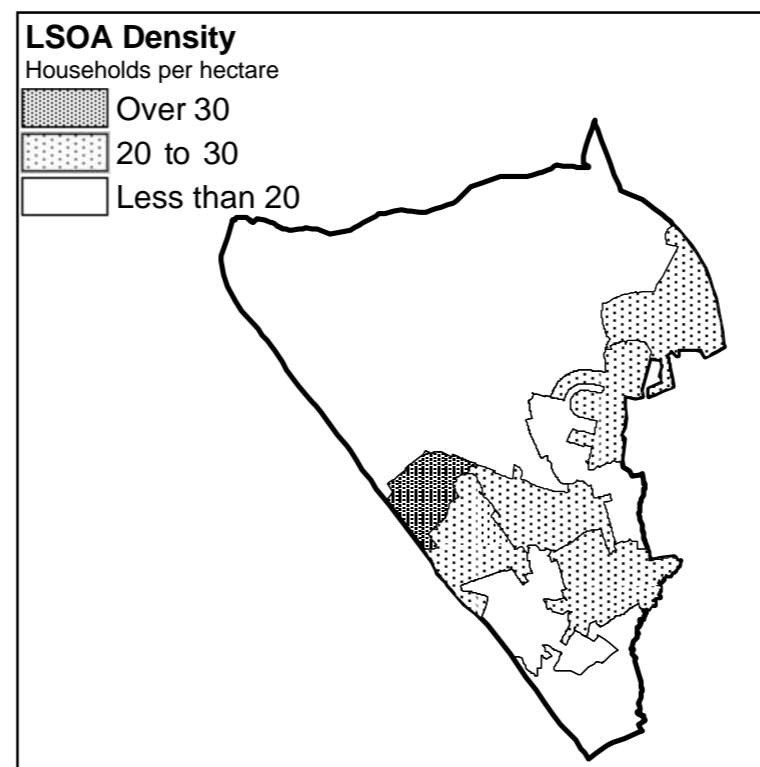 LSOA Density
Households per hectare
Over 30
20 to 30
Less than 20